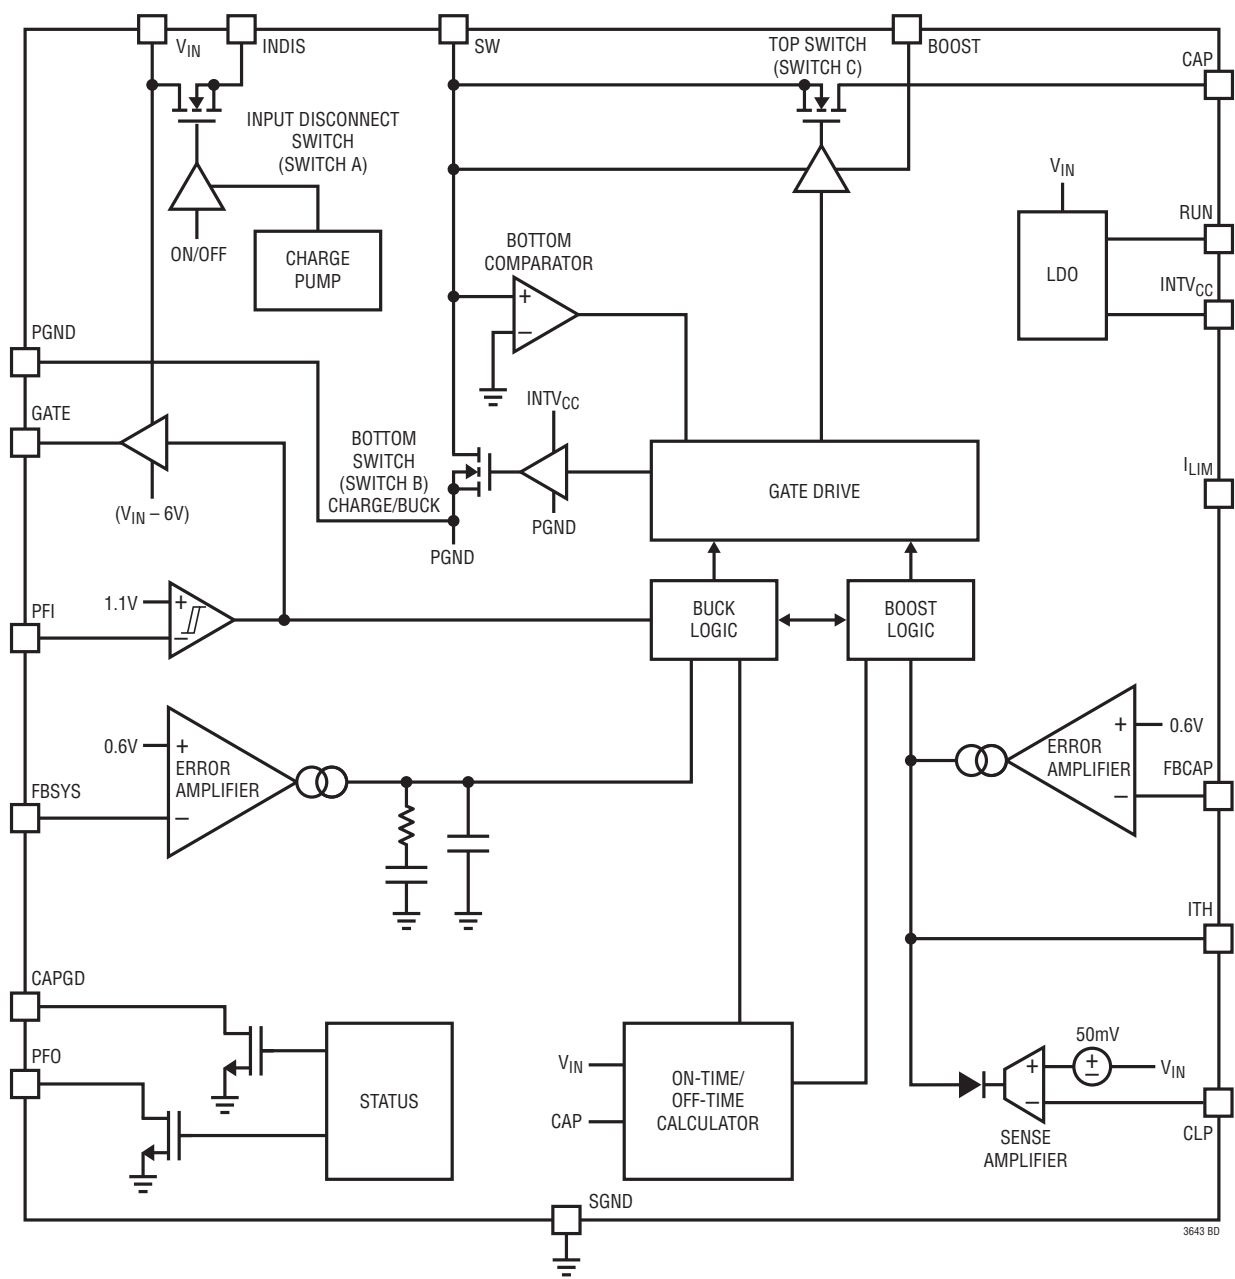 VIN
INDIS
SW
TOP SWITCH
(SWITCH C)
BOOST
CAP
INPUT DISCONNECT
SWITCH
(SWITCH A)
VIN
RUN
LDO
INTVCC
ON/OFF
CHARGE
PUMP
BOTTOM
COMPARATOR
+
–
PGND
GATE
INTVCC
BOTTOM
SWITCH
(SWITCH B)
CHARGE/BUCK
GATE DRIVE
ILIM
(VIN – 6V)
PGND
PGND
1.1V
+
–
PFI
BUCK
LOGIC
BOOST
LOGIC
0.6V
+
ERROR
AMPLIFIER
–
FBSYS
+
0.6V
ERROR
AMPLIFIER
–
FBCAP
ITH
CAPGD
PFO
STATUS
VIN
CAP
ON-TIME/
OFF-TIME
CALCULATOR
50mV
+
–
+
–
VIN
SENSE
AMPLIFIER
CLP
SGND
3643 BD